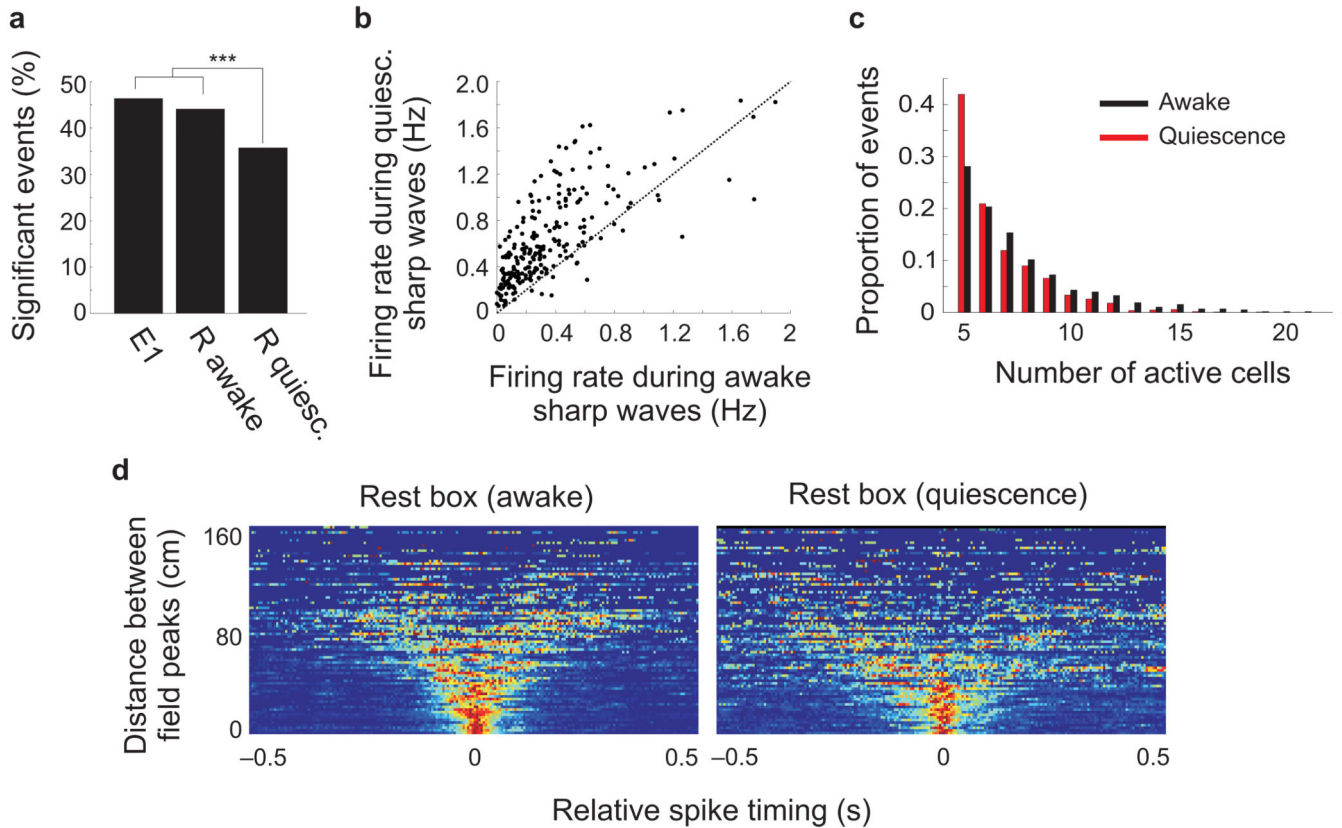 a
Significant events (%)
50
40
30
20
10
0
***
E1
R awake
R quiesc.
b
Firing rate during quiesc.
sharp waves (Hz)
2.0
1.6
1.2
0.8
0.4
0
0 0.4 0.8 1.2 1.6 2
Firing rate during awake
sharp waves (Hz)
c
Proportion of events
0.4
0.3
0.2
0.1
0
Awake
Quiescence
5 10 15 20
Number of active cells
d
Rest box (awake)
Rest box (quiescence)
Distance between
field peaks (cm)
160
80
0
–0.5 0 0.5
–0.5 0 0.5
Relative spike timing (s)